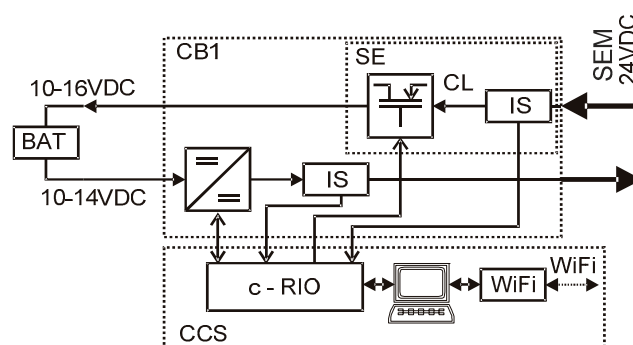 CB1
SE
SEM
24VDC
10-16VDC
CL
IS
BAT
IS
10-14VDC
c - RIO
WiFi
WiFi
CCS